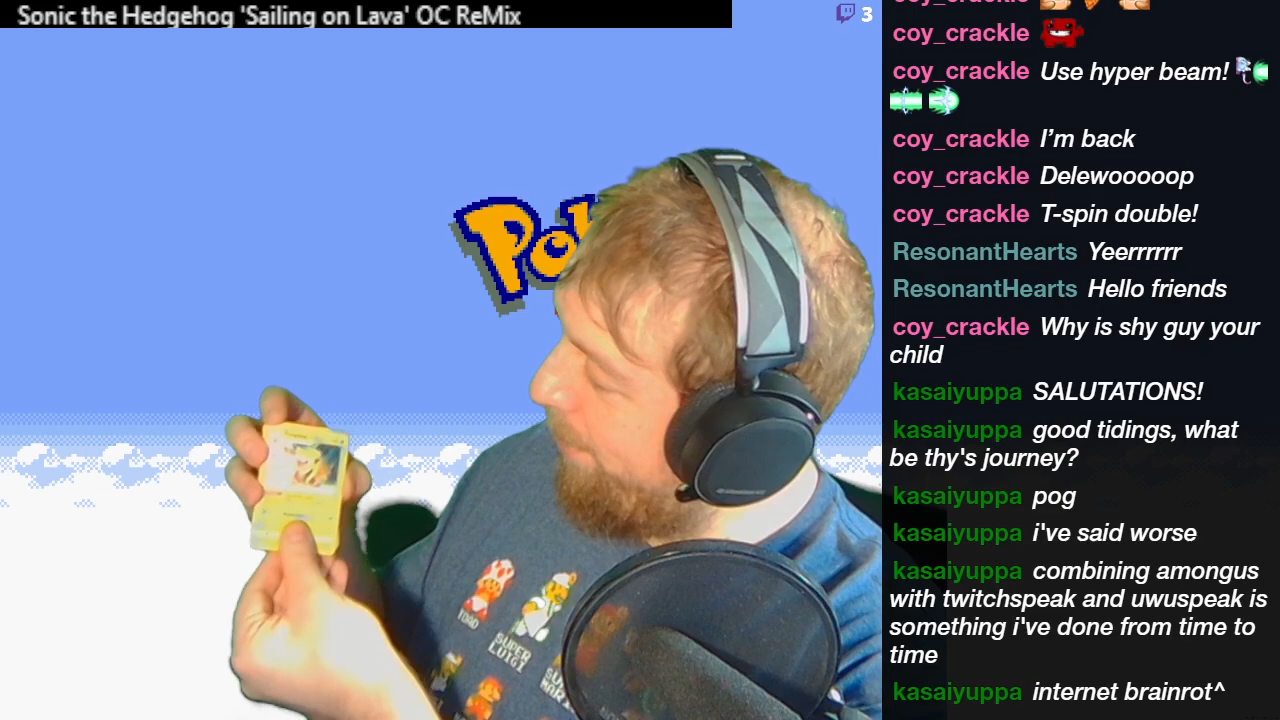 Sonic the Hedgehog 'Sailing on Lava' OC ReMix
3
coy_crackle
coy_crackle
coy_crackle Use hyper beam!
coy_crackle I'm back
coy_crackle Delewooooop
coy_crackle T-spin double!
ResonantHearts Yeerrrrrr
ResonantHearts Hello friends
coy_crackle Why is shy guy your
child
kasaiyuppa SALUTATIONS!
kasaiyuppa good tidings, what
be thy's journey?
kasaiyuppa pog
kasaiyuppa i've said worse
kasaiyuppa combining amongus
with twitchspeak and uwuspeak is
something i've done from time to
time
kasaiyuppa internet brainrot^
Pok
TOAD
SUPER
LUIGI